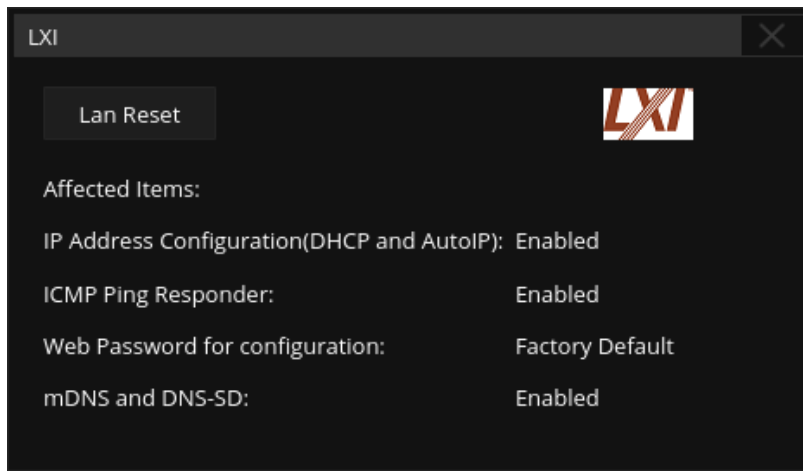 LXI
Lan Reset
LXI
Affected Items:
IP Address Configuration(DHCP and AutoIP): Enabled
ICMP Ping Responder: Enabled
Web Password for configuration: Factory Default
mDNS and DNS-SD: Enabled